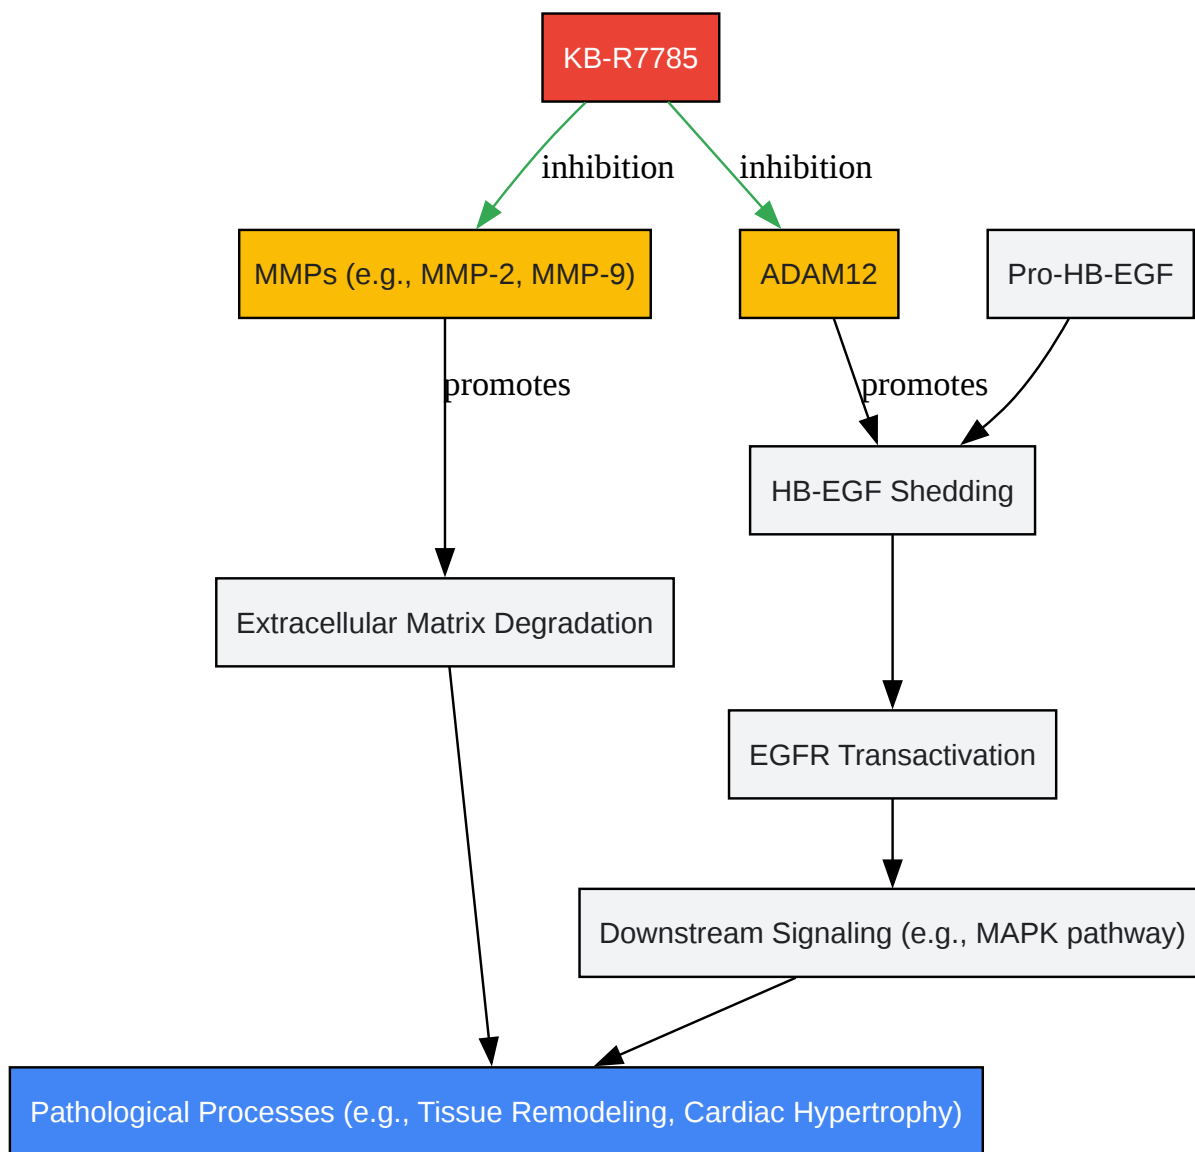 KB-R7785
inhibition
inhibition
MMPs (e.g., MMP-2, MMP-9)
ADAM12
Pro-HB-EGF
promotes
promotes
HB-EGF Shedding
Extracellular Matrix Degradation
EGFR Transactivation
Downstream Signaling (e.g., MAPK pathway)
Pathological Processes (e.g., Tissue Remodeling, Cardiac Hypertrophy)